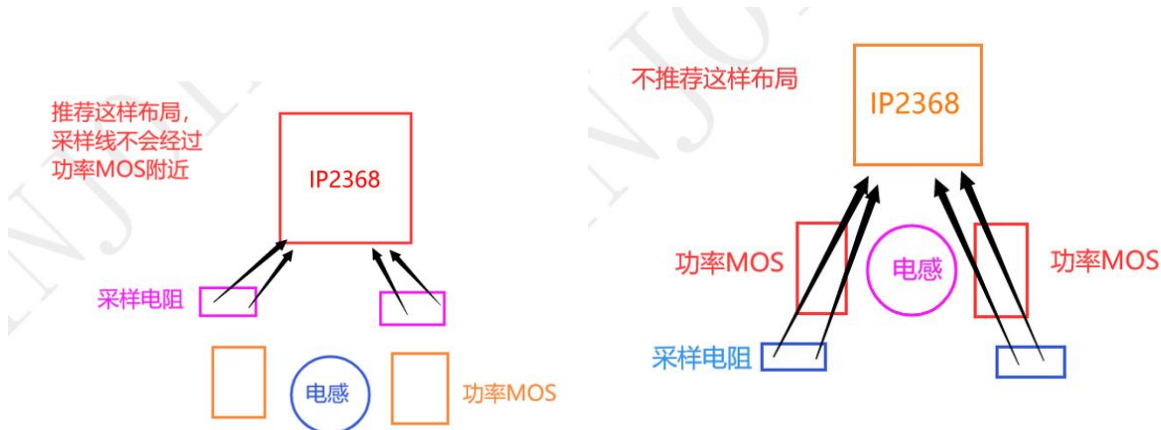 推荐这样布局，
采样线不会经过
功率MOS附近
IP2368
采样电阻
电感
功率MOS
不推荐这样布局
IP2368
功率MOS
电感
功率MOS
采样电阻